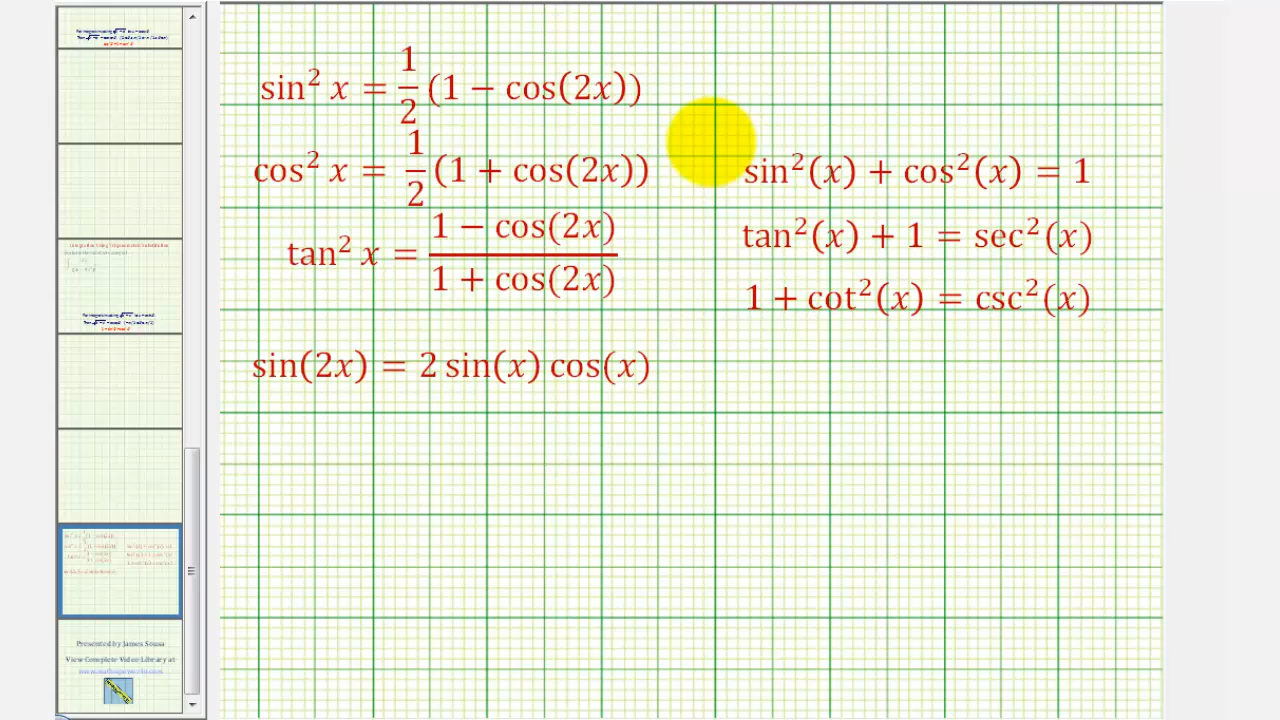 sin² x = 1/2 (1 − cos(2x))
cos² x = 1/2 (1 + cos(2x))
tan² x = (1 − cos(2x))/(1 + cos(2x))
sin(2x) = 2 sin(x) cos(x)
sin²(x) + cos²(x) = 1
tan²(x) + 1 = sec²(x)
1 + cot²(x) = csc²(x)
Presented by James Sousa
View Complete Video Library at